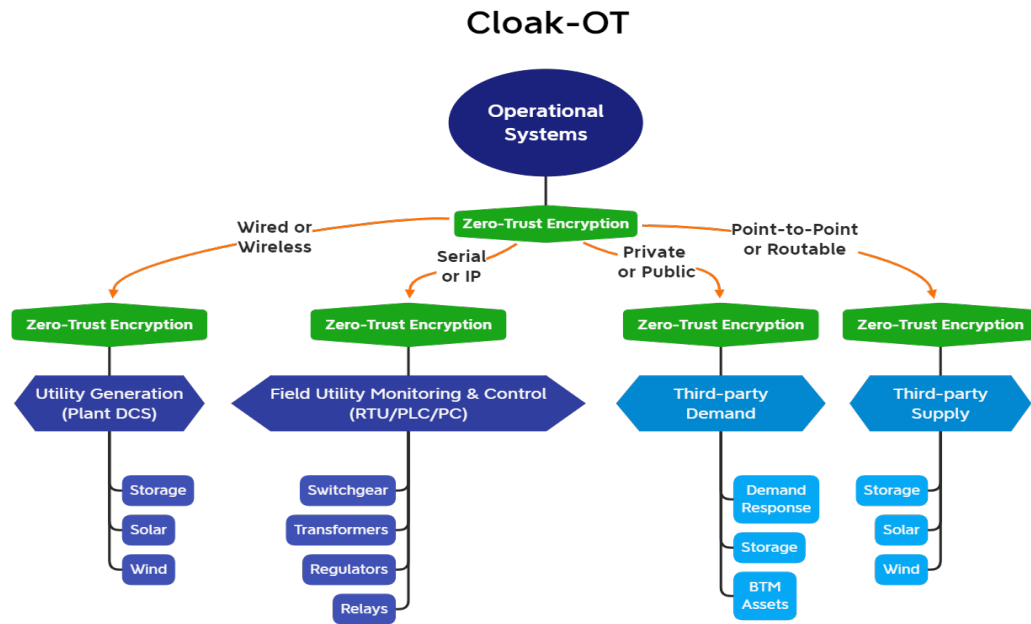 Cloak-OT
Operational
Systems
Zero-Trust Encryption
Wired or
Wireless
Serial
or IP
Private
or Public
Point-to-Point
or Routable
Zero-Trust Encryption
Zero-Trust Encryption
Zero-Trust Encryption
Zero-Trust Encryption
Utility Generation
(Plant DCS)
Field Utility Monitoring & Control
(RTU/PLC/PC)
Third-party
Demand
Third-party
Supply
Storage
Solar
Wind
Switchgear
Transformers
Regulators
Relays
Demand
Response
Storage
BTM
Assets
Storage
Solar
Wind